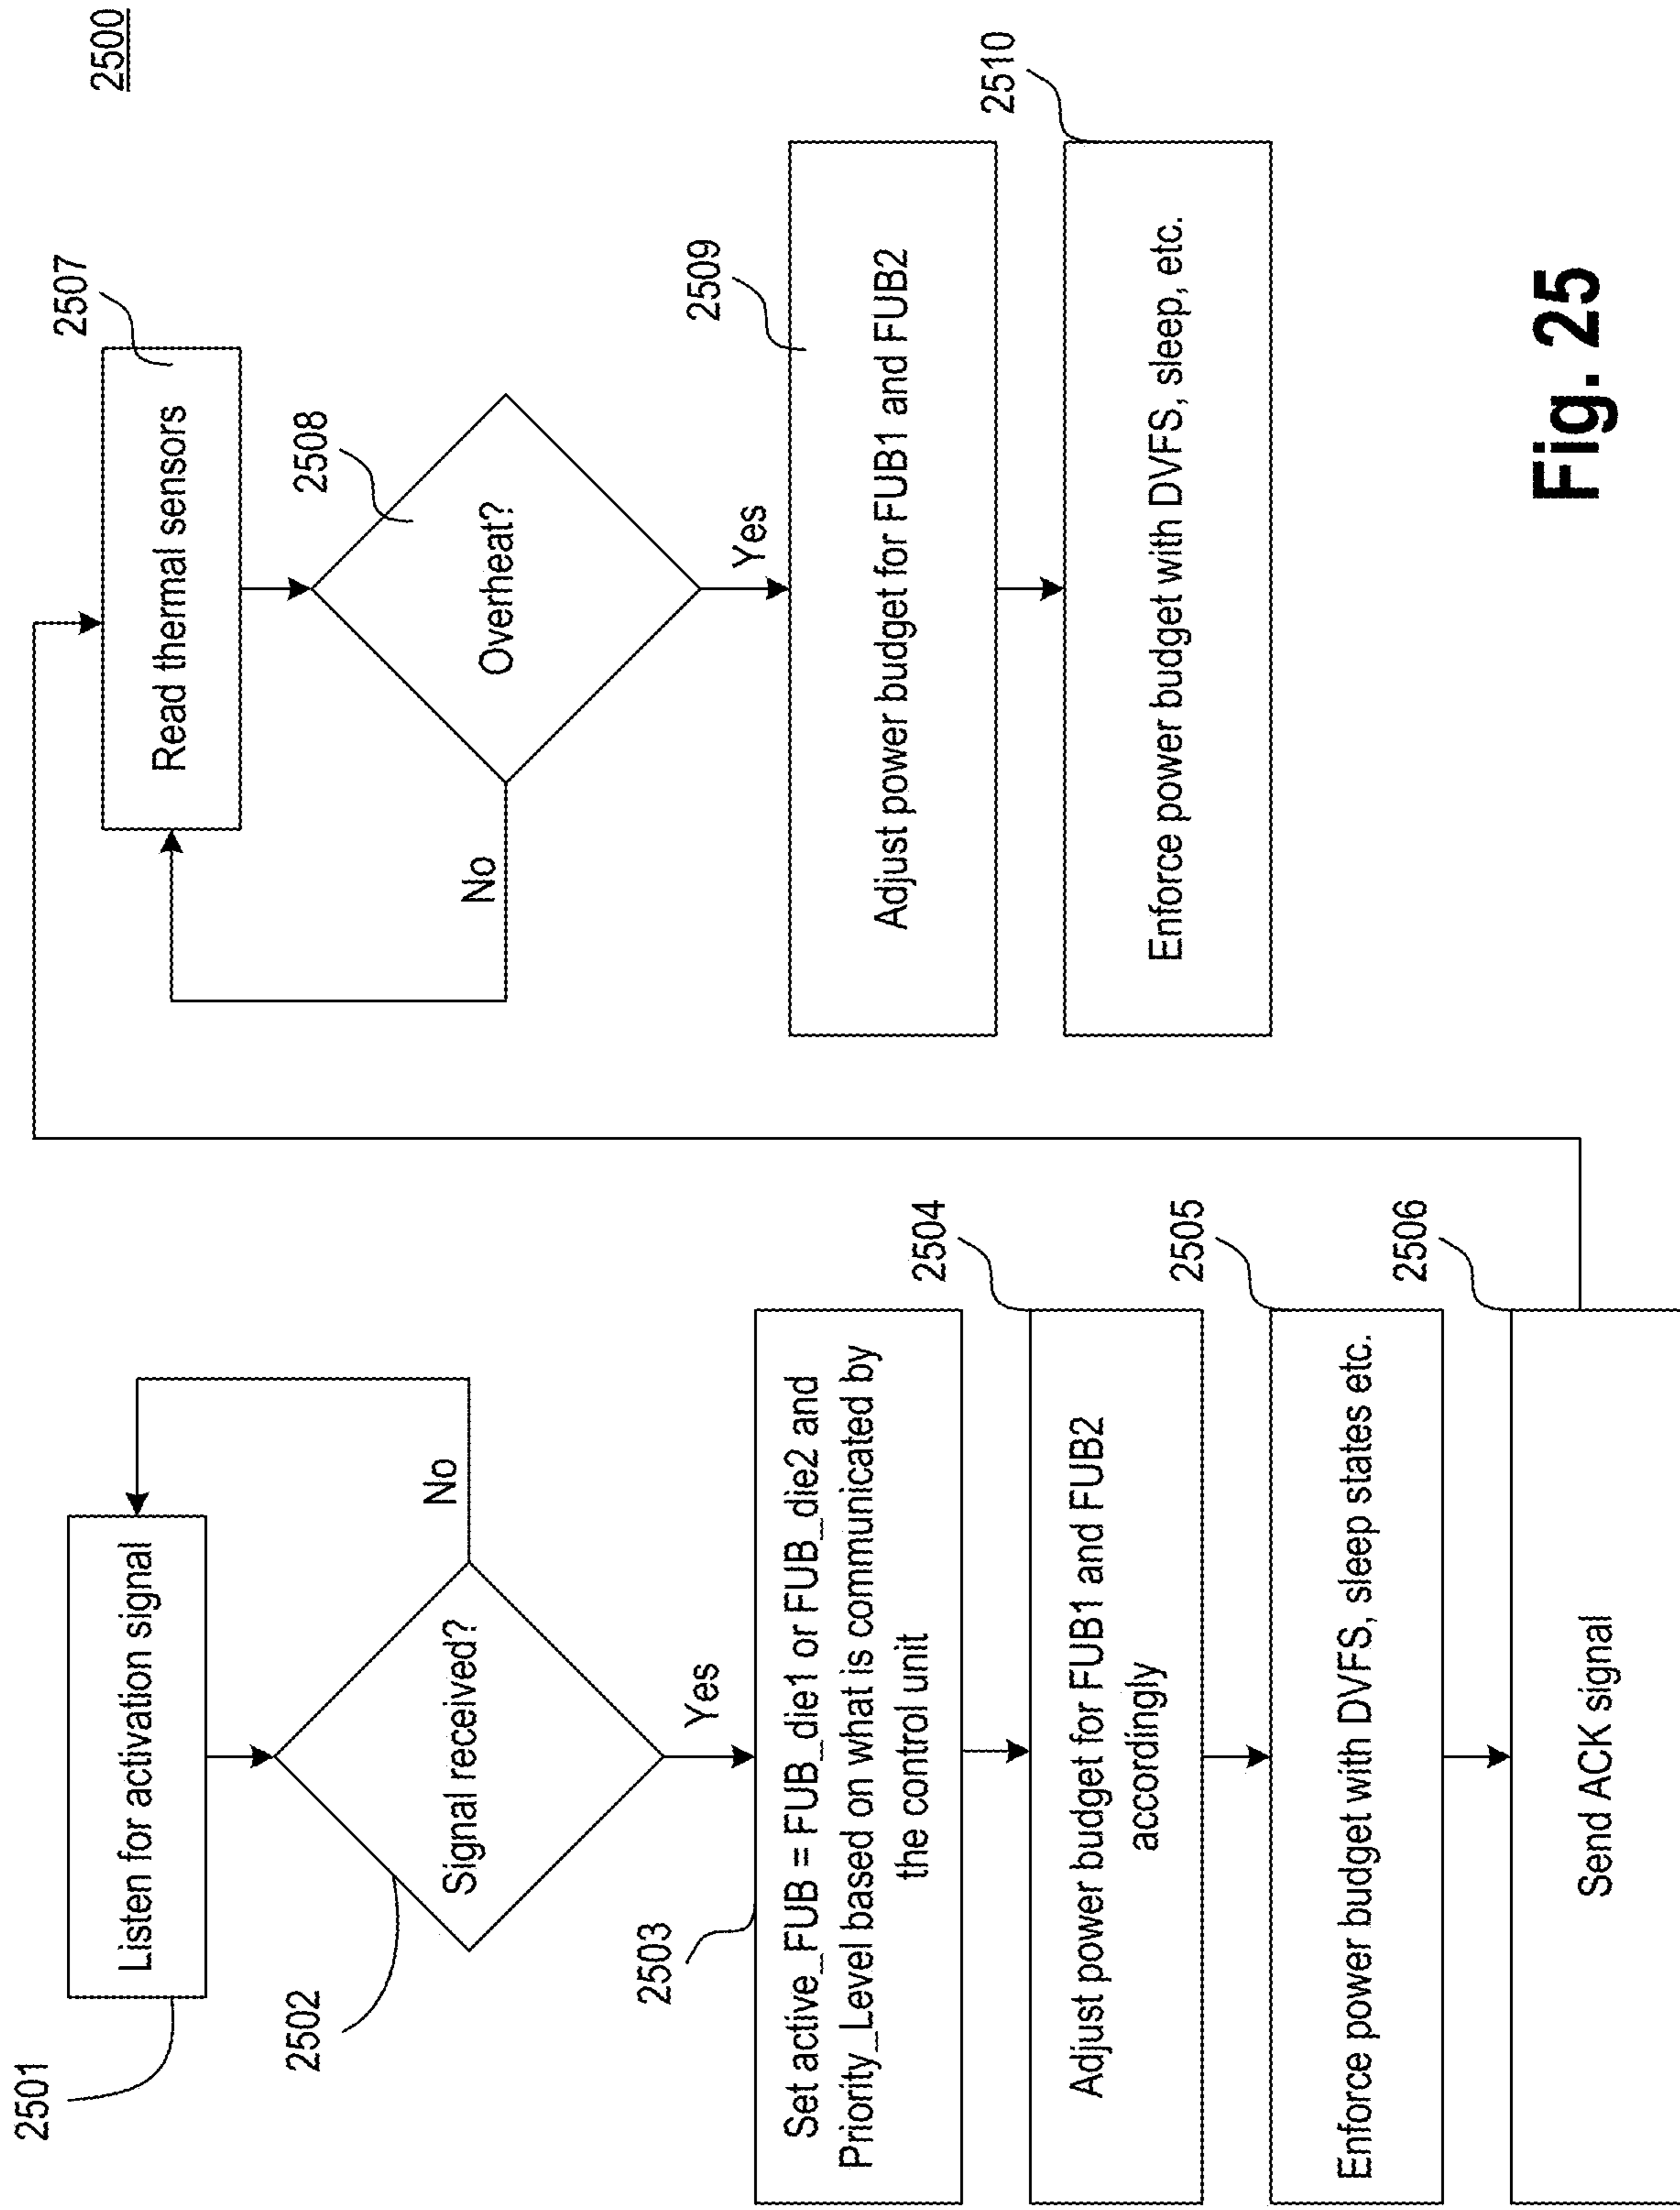 2500
2501
Listen for activation signal
2502
Signal received?
No
Yes
2503
Set active_FUB = FUB_die1 or FUB_die2 and
Priority_Level based on what is communicated by
the control unit
2504
Adjust power budget for FUB1 and FUB2
accordingly
2505
Enforce power budget with DVFS, sleep states etc.
2506
Send ACK signal
2507
Read thermal sensors
2508
Overheat?
No
Yes
2509
Adjust power budget for FUB1 and FUB2
2510
Enforce power budget with DVFS, sleep, etc.
Fig. 25